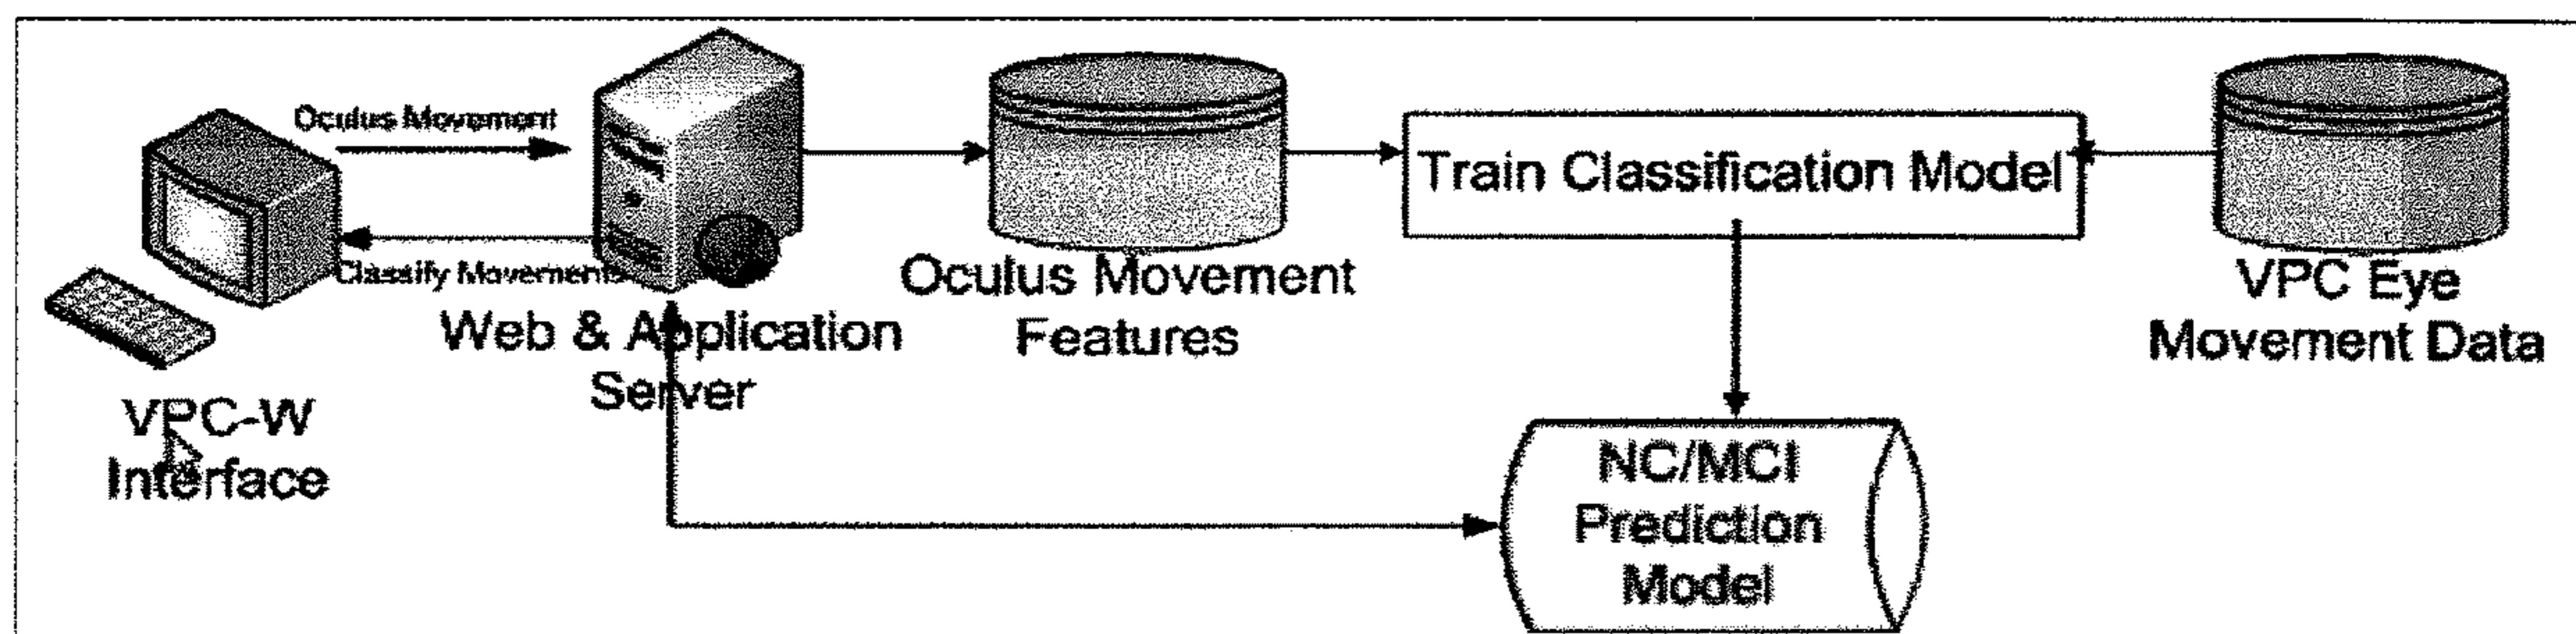 Oculus Movement
Classify Movements
VPC-W
Interface
Web & Application
Server
Oculus Movement
Features
Train Classification Model
VPC Eye
Movement Data
NC/MCI
Prediction
Model